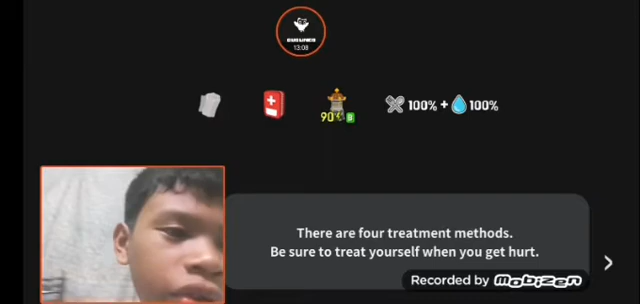 13:08
90%
100% + 100%
There are four treatment methods.
Be sure to treat yourself when you get hurt.
Recorded by mobizen